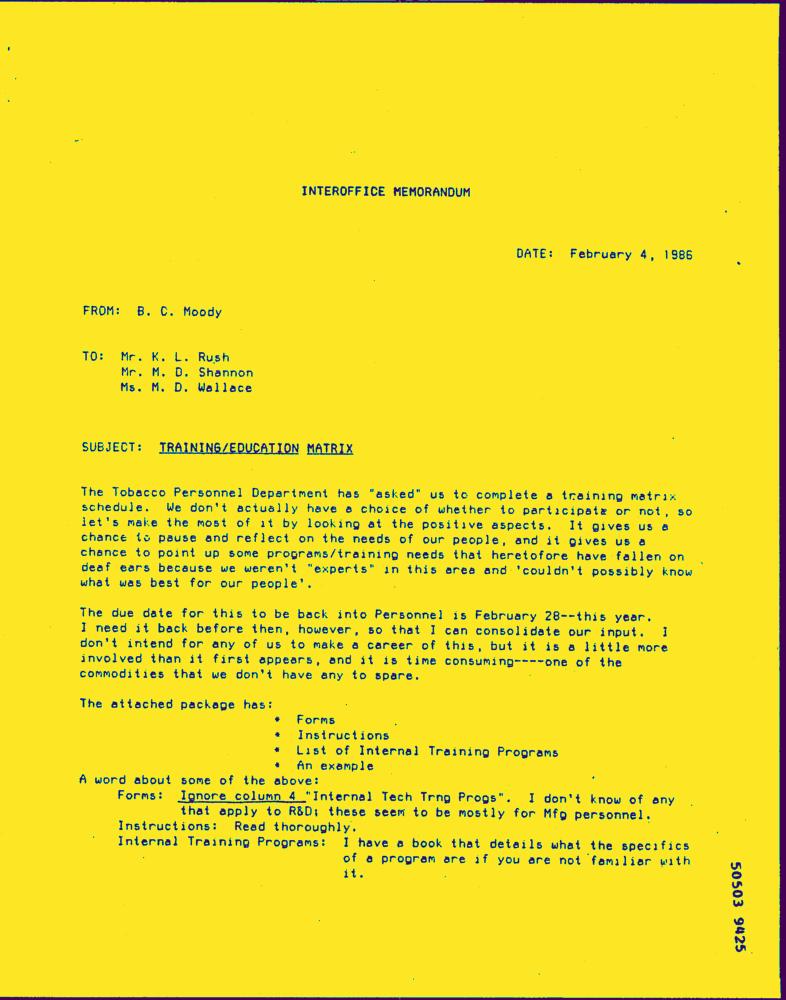 INTEROFFICE MEMORANDUM
DATE: February 4, 1986
FROM: B. C. Moody
TO: Mr. K. L. Rush
Mr. M. D. Shannon
Ms. M. D. Wallace
SUBJECT: TRAINING/EDUCATION MATRIX
The Tobacco Personnel Department has "asked" us to complete a training matrix
schedule. We don't actually have a choice of whether to participate or not, so
let's make the most of it by looking at the positive aspects. It gives us a
chance to pause and reflect on the needs of our people, and it gives us a
chance to point up some programs/training needs that heretofore have fallen on
deaf ears because we weren't "experts" in this area and 'couldn't possibly know
what was best for our people'.
The due date for this to be back into Personnel is February 28--this year.
I need it back before then, however, so that I can consolidate our input. I
don't intend for any of us to make a career of this, but it is a little more
involved than it first appears, and it is time consuming----one of the
commodities that we don't have any to spare.
The attached package has:
* Forms
* Instructions
* List of Internal Training Programs
* An example
A word about some of the above:
Forms: Ignore column 4 "Internal Tech Trng Progs". I don't know of any
that apply to R&D; these seem to be mostly for Mfg personnel.
Instructions: Read thoroughly.
Internal Training Programs: I have a book that details what the specifics
of a program are if you are not familiar with
it.
50503 9425